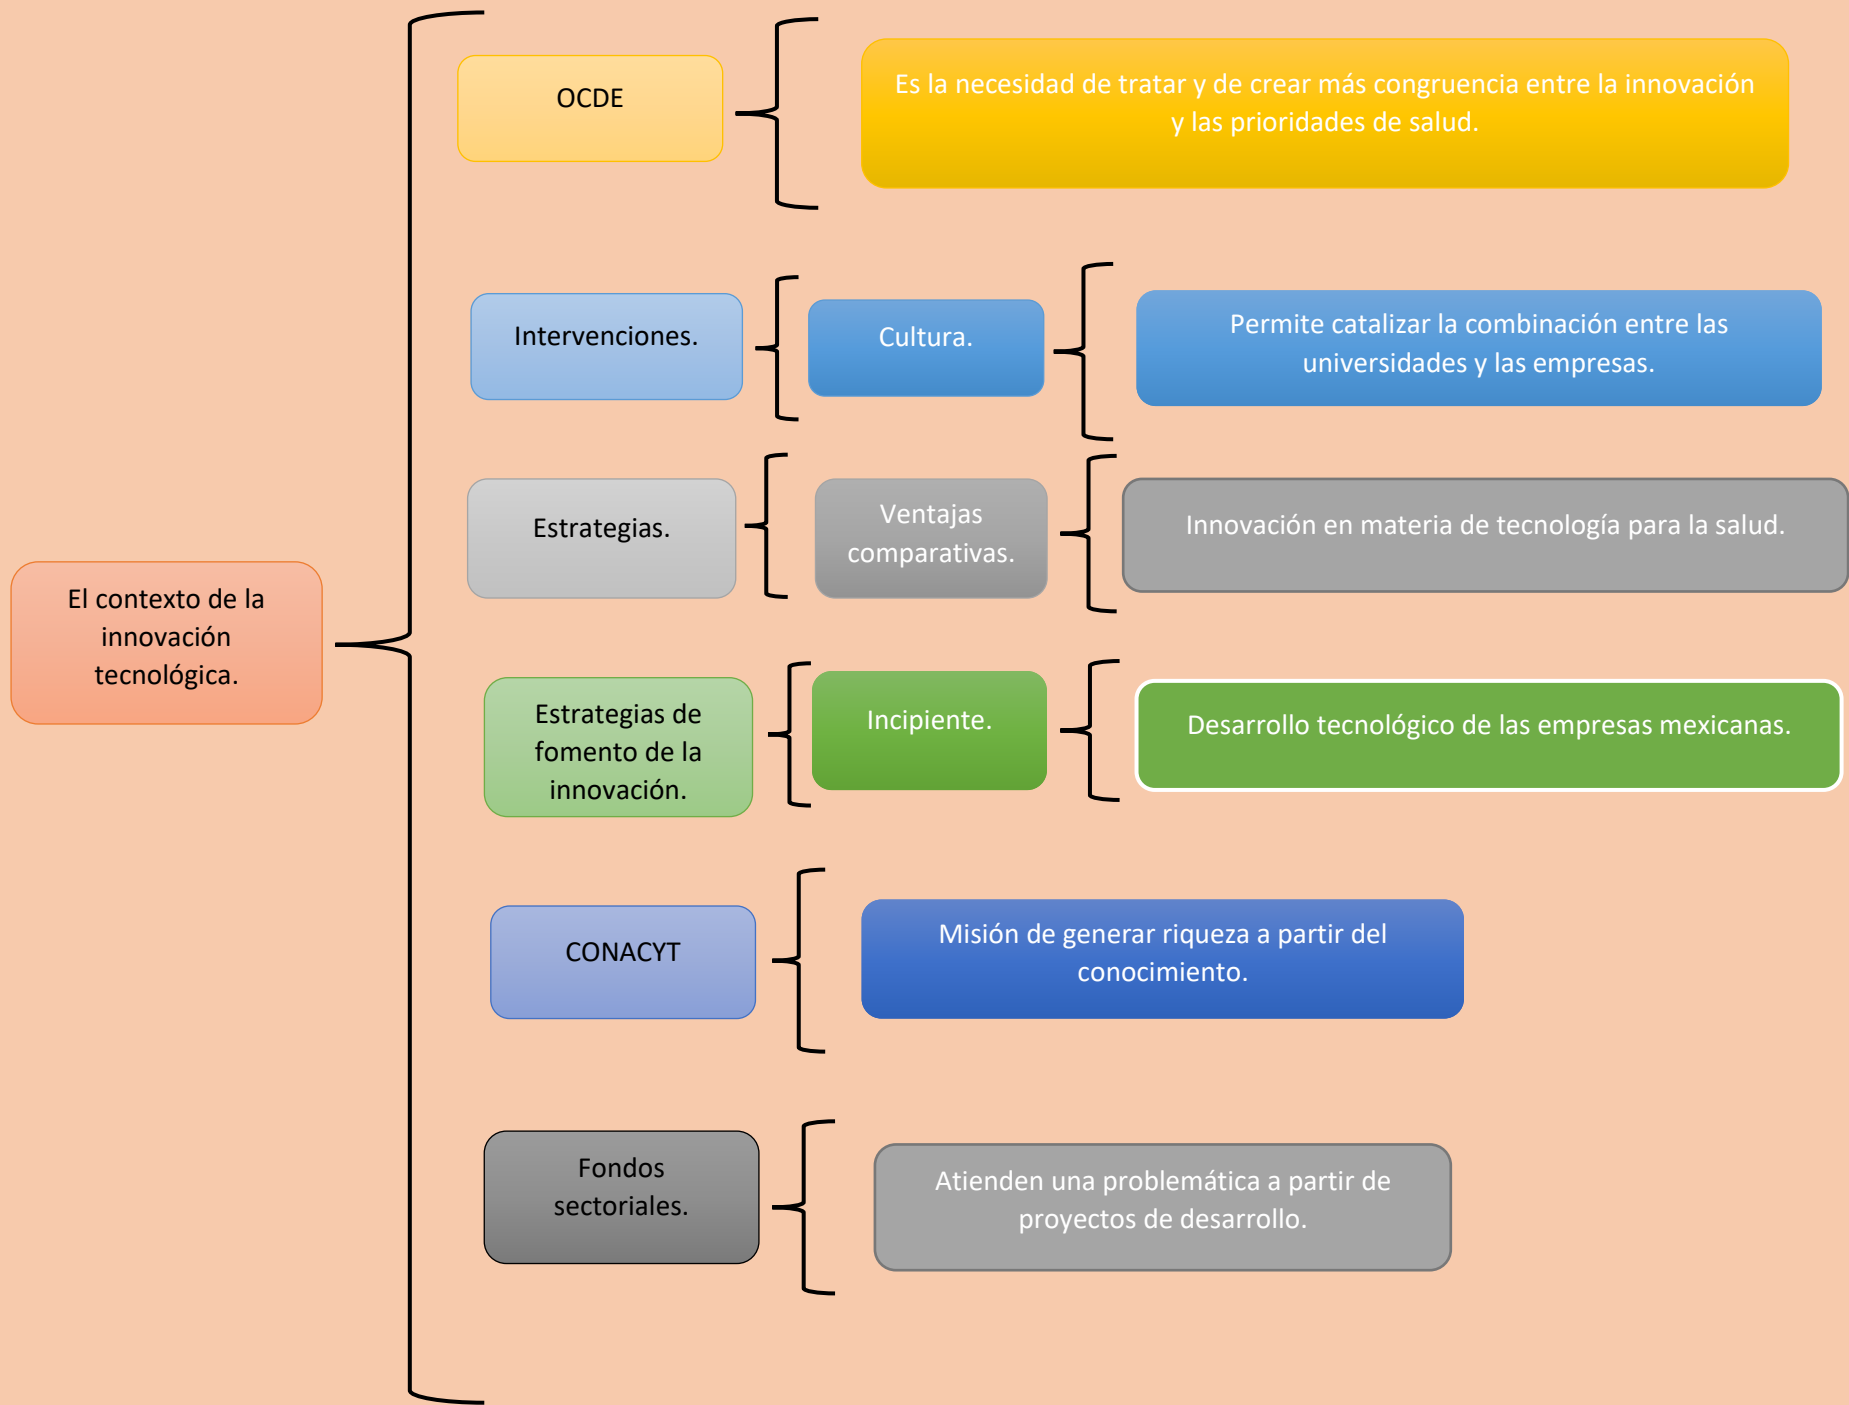 OCDE
Es la necesidad de tratar y de crear más congruencia entre la innovación
y las prioridades de salud.
Intervenciones.
Cultura.
Permite catalizar la combinación entre las
universidades y las empresas.
Estrategias.
Ventajas
comparativas.
Innovación en materia de tecnología para la salud.
El contexto de la
innovación
tecnológica.
Estrategias de
fomento de la
innovación.
Incipiente.
Desarrollo tecnológico de las empresas mexicanas.
CONACYT
Misión de generar riqueza a partir del
conocimiento.
Fondos
sectoriales.
Atienden una problemática a partir de
proyectos de desarrollo.